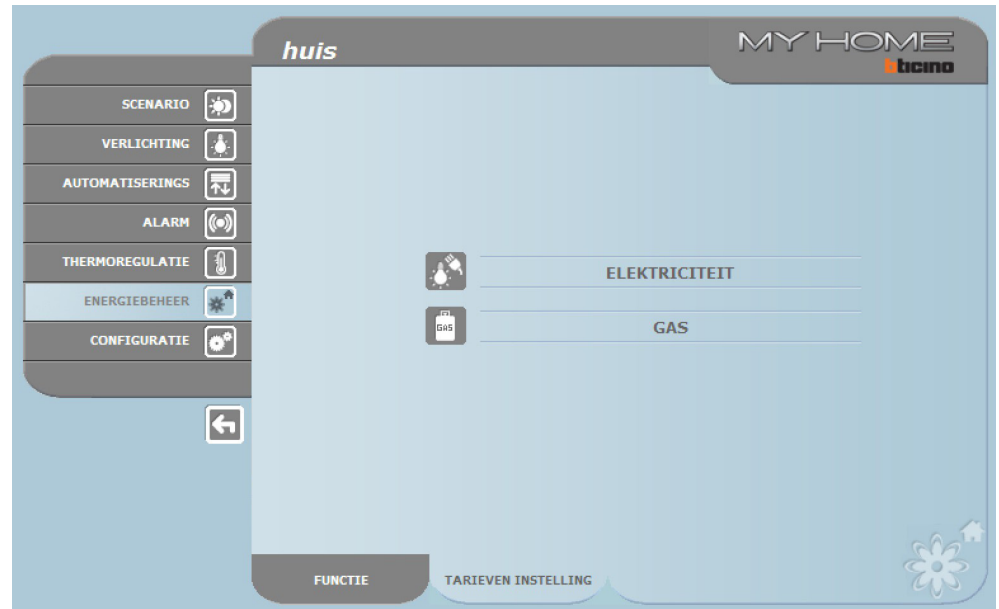 huis
MY HOME
bticino
SCENARIO
VERLICHTING
AUTOMATISERINGS
ALARM
THERMOREGULATIE
ENERGIEBEHEER
CONFIGURATIE
ELEKTRICITEIT
GAS
GAS
FUNCTIE
TARIEVEN INSTELLING